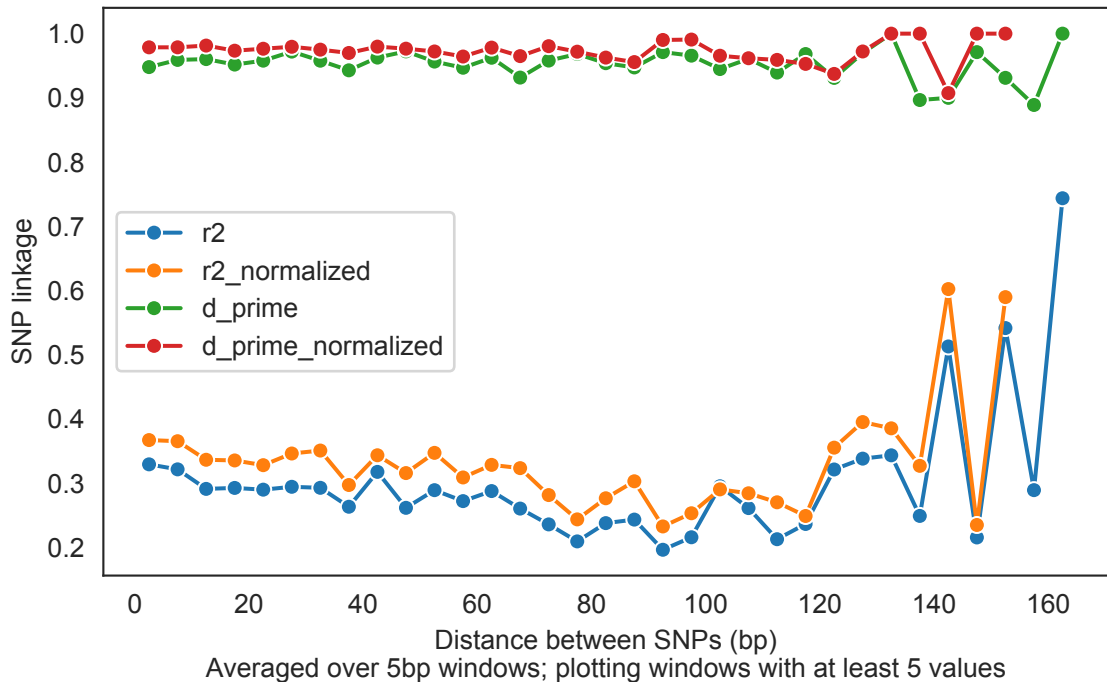 1.0
0.9
0.8
0.7
0.6
0.5
0.4
0.3
0.2
SNP linkage
r2
r2_normalized
d_prime
d_prime_normalized
0 20 40 60 80 100 120 140 160
Distance between SNPs (bp)
Averaged over 5bp windows; plotting windows with at least 5 values